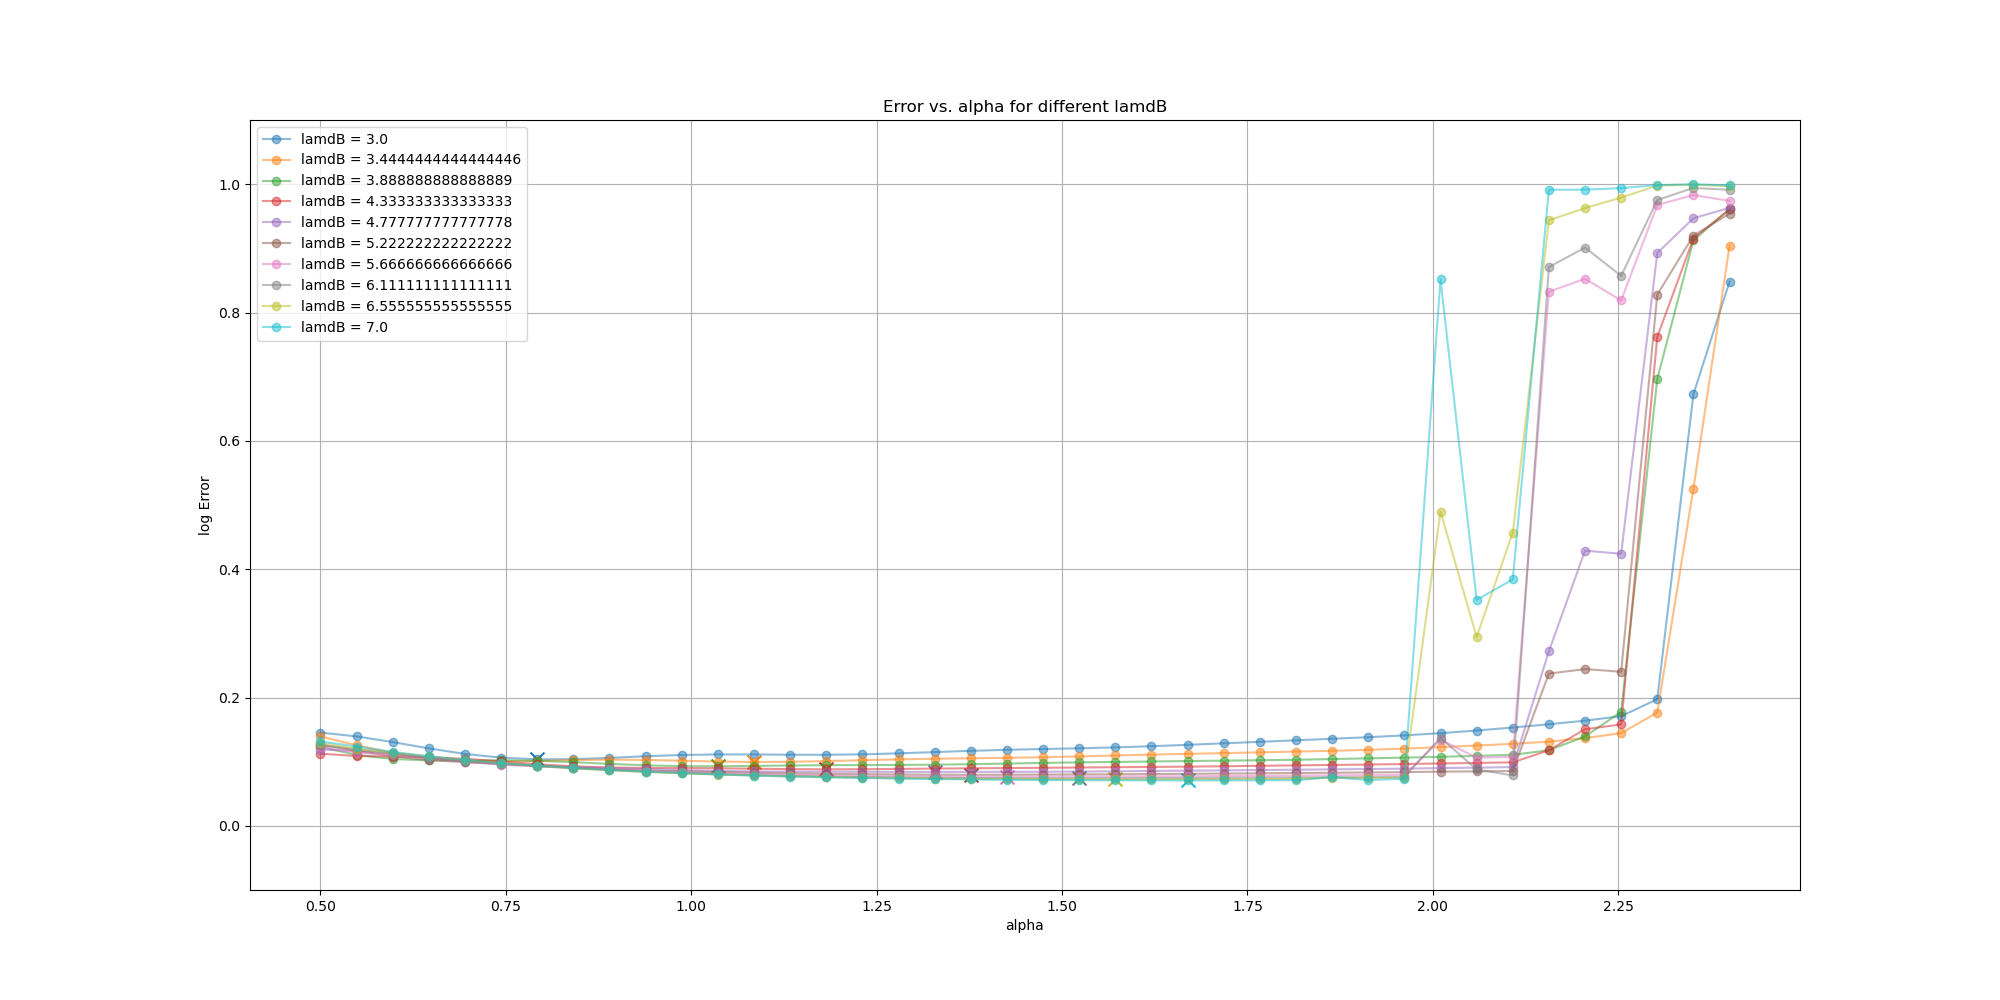 Error vs. alpha for different lamdB
lamdB = 3.0
lamdB = 3.4444444444444446
lamdB = 3.888888888888889
lamdB = 4.333333333333333
lamdB = 4.777777777777778
lamdB = 5.222222222222222
lamdB = 5.666666666666666
lamdB = 6.111111111111111
lamdB = 6.555555555555555
lamdB = 7.0
1.0
0.8
0.6
0.4
0.2
0.0
log Error
0.50 0.75 1.00 1.25 1.50 1.75 2.00 2.25
alpha